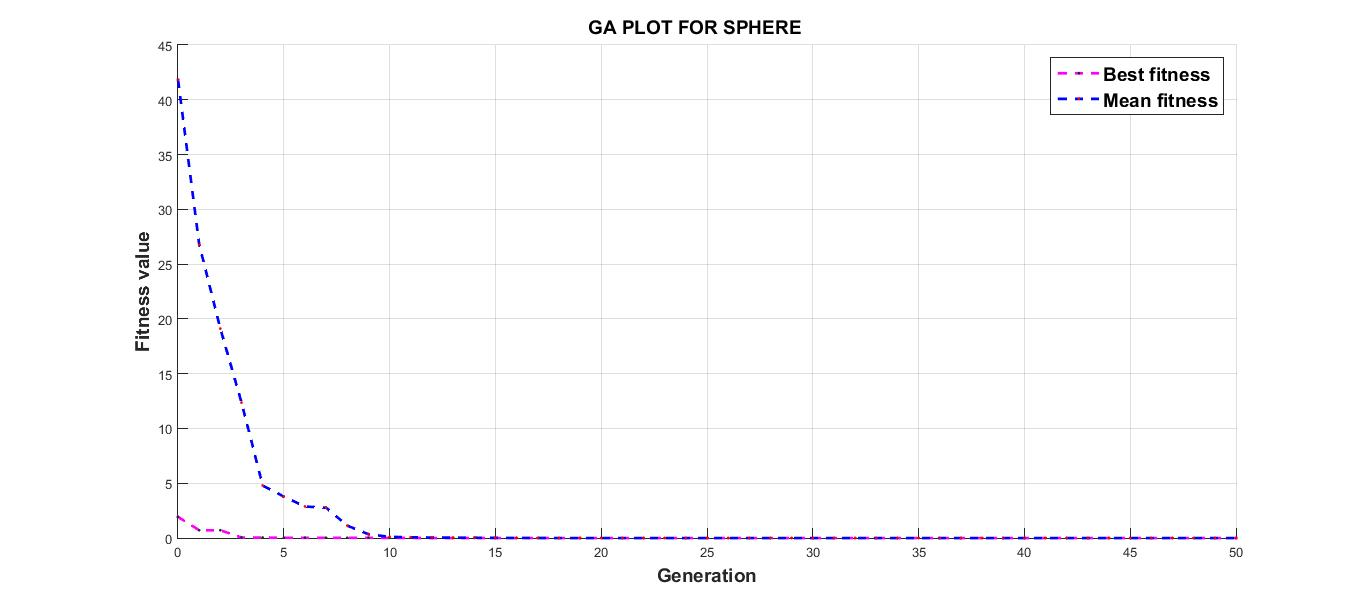 GA PLOT FOR SPHERE
45
40
35
30
25
20
15
10
5
0
Fitness value
Best fitness
Mean fitness
0 5 10 15 20 25 30 35 40 45 50
Generation